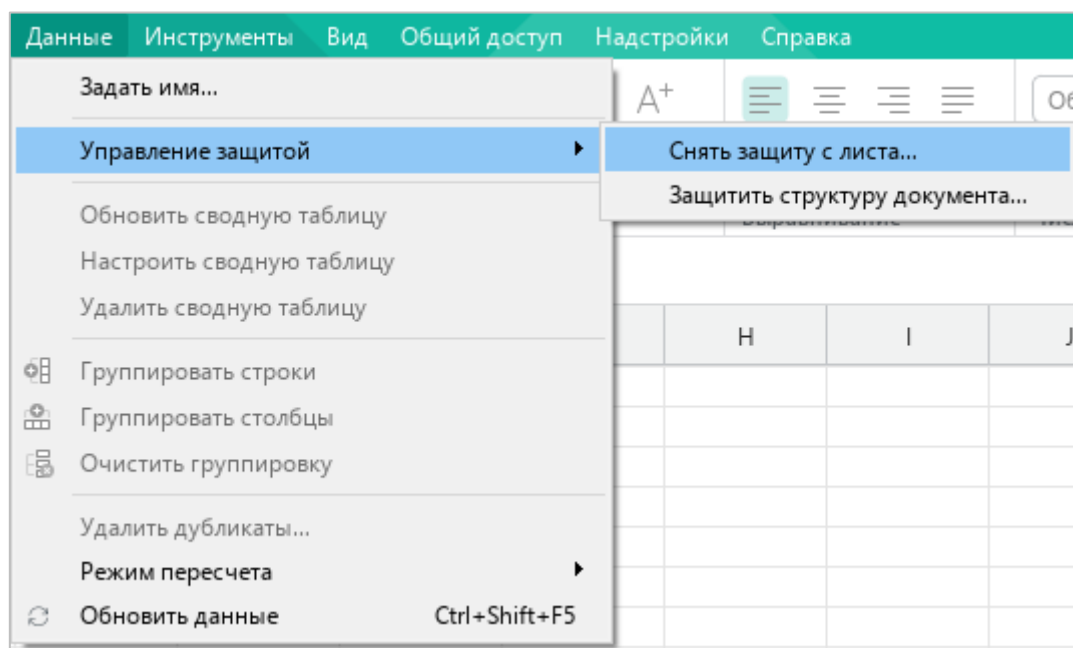 Данные Инструменты Вид Общий доступ Надстройки Справка
Задать имя...
A+
Управление защитой
Снять защиту с листа...
Защитить структуру документа...
Обновить сводную таблицу
Настроить сводную таблицу
Удалить сводную таблицу
H I
Группировать строки
Группировать столбцы
Очистить группировку
Удалить дубликаты...
Режим пересчета
Обновить данные Ctrl+Shift+F5